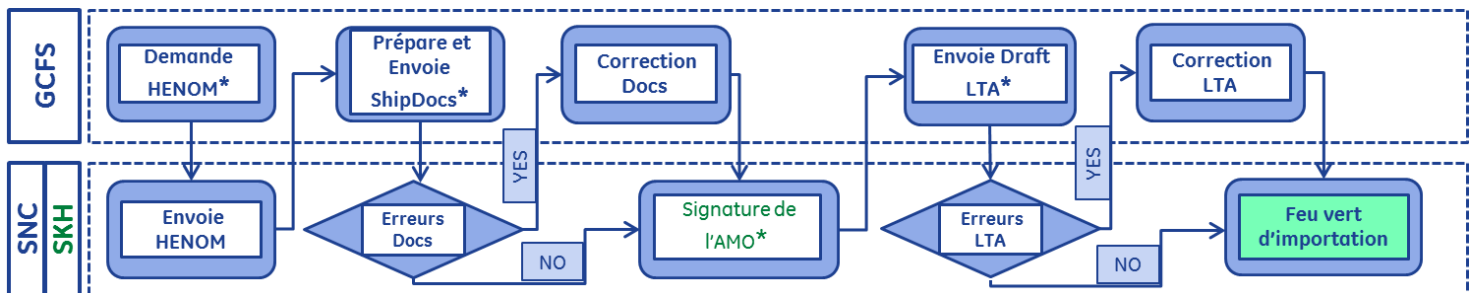 GCFS
Demande
HENOM*
Prépare et
Envoie
ShipDocs*
Correction
Docs
Envoie Draft
LTA*
Correction
LTA
YES
YES
SNC
SKH
Envoie
HENOM
Erreurs
Docs
NO
Signature de
l'AMO*
Erreurs
LTA
NO
Feu vert
d'importation